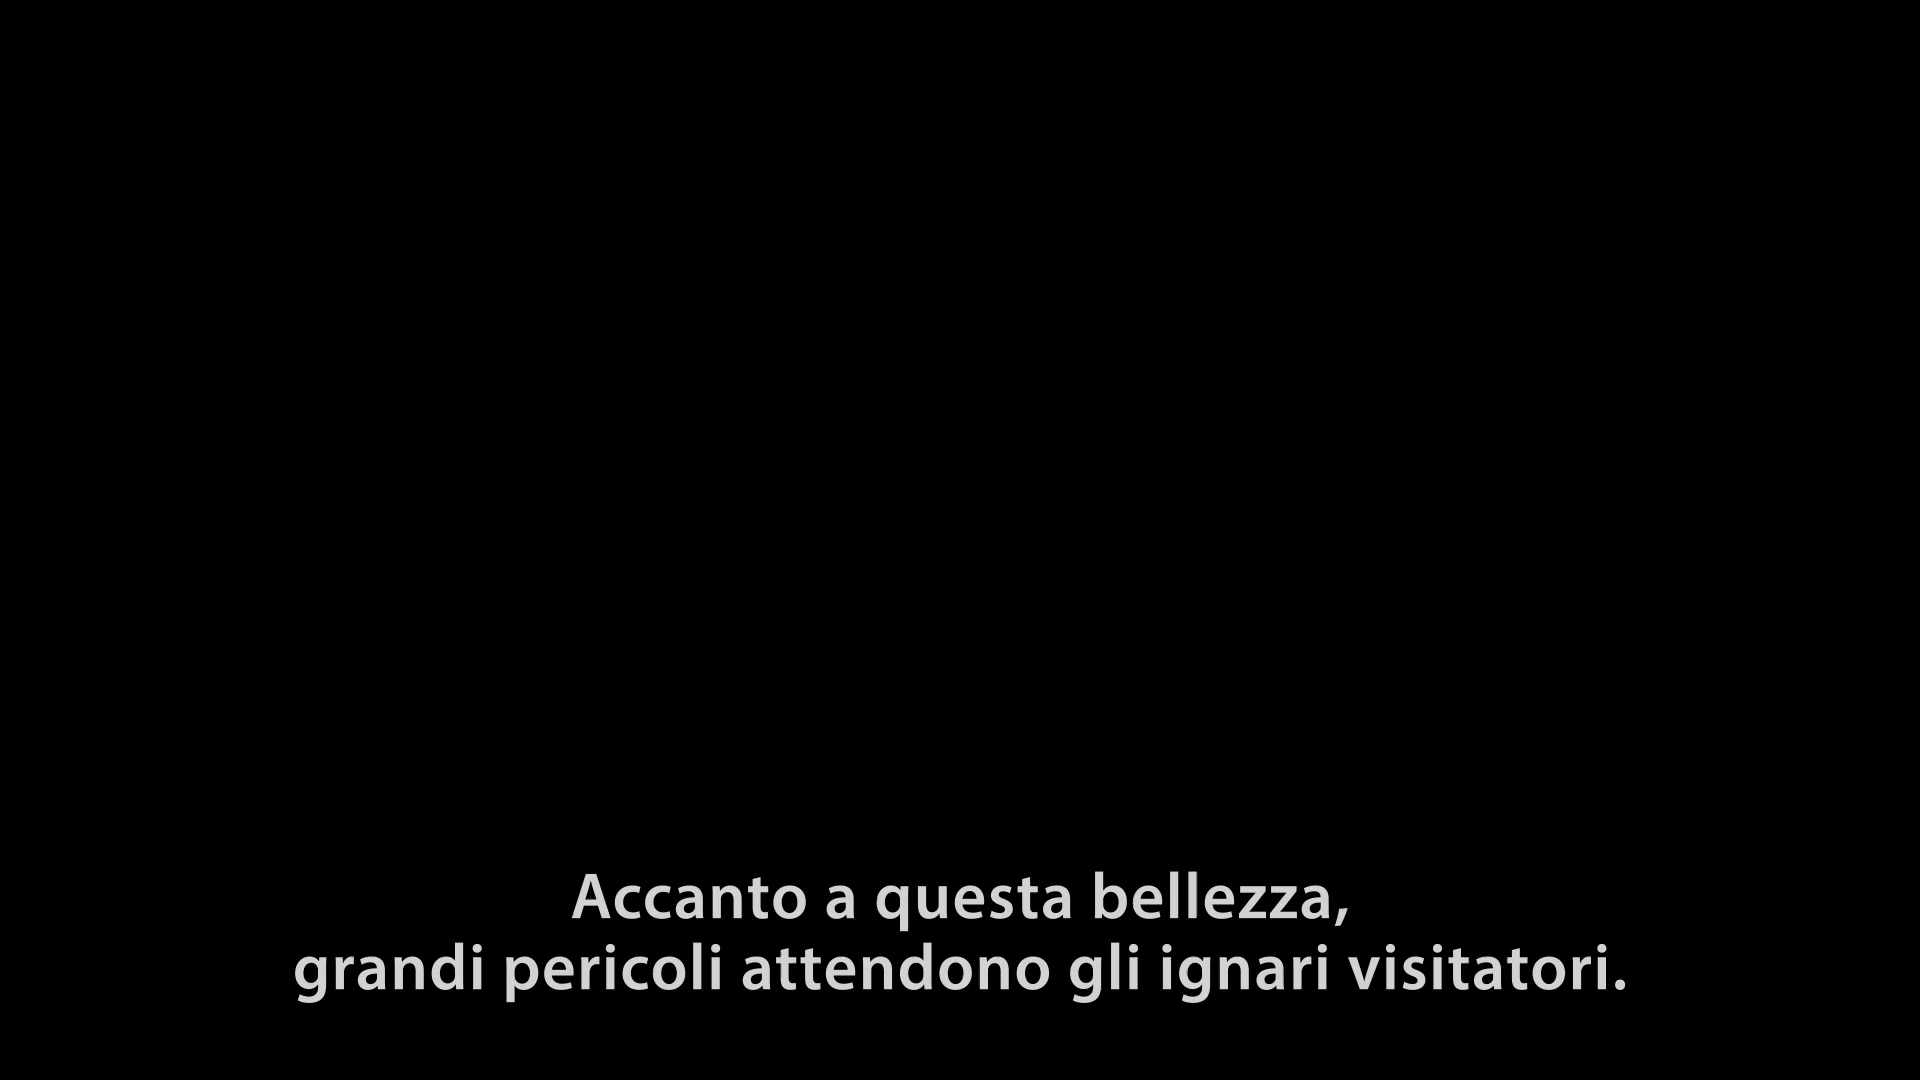 Accanto a questa bellezza,
grandi pericoli attendono gli ignari visitatori.